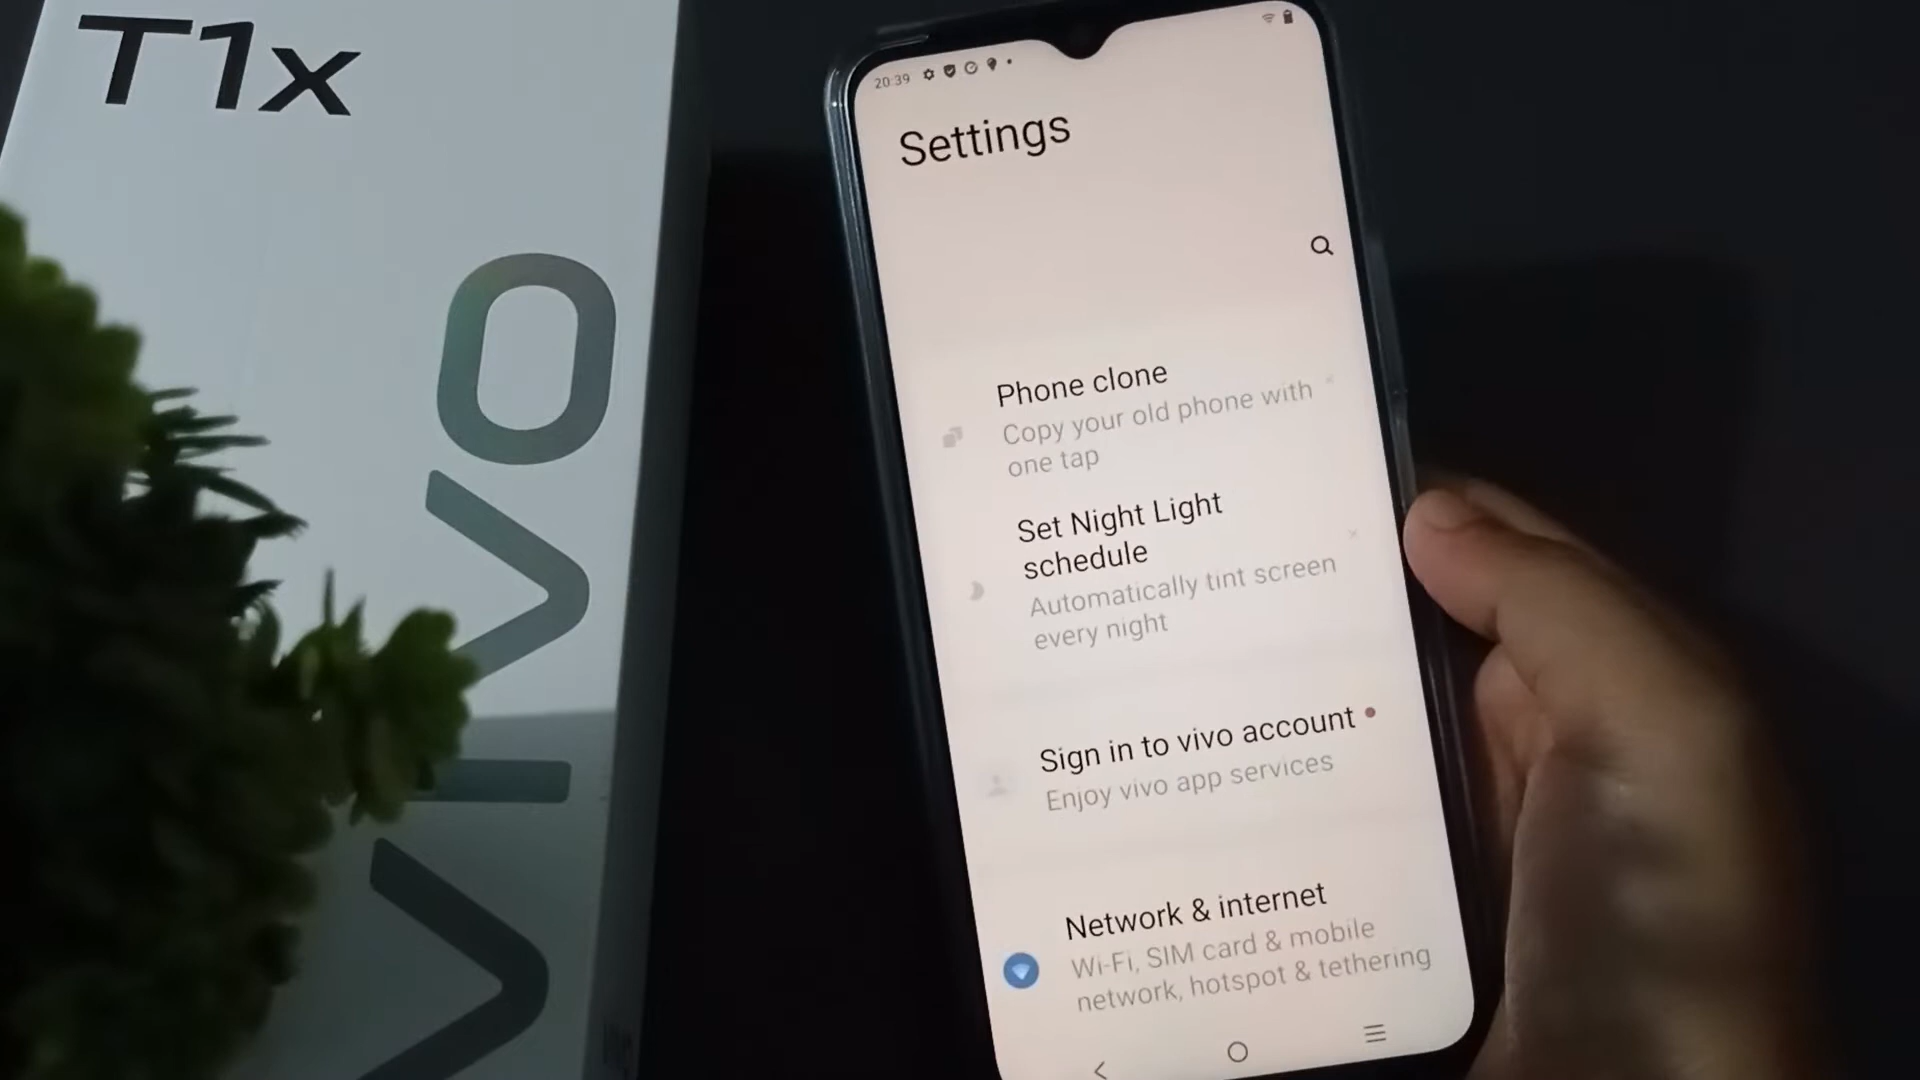 T1x
vivo
20:39
Settings
Phone clone
Copy your old phone with
one tap
Set Night Light
schedule
Automatically tint screen
every night
Sign in to vivo account
Enjoy vivo app services
Network & internet
Wi-Fi, SIM card & mobile
network, hotspot & tethering